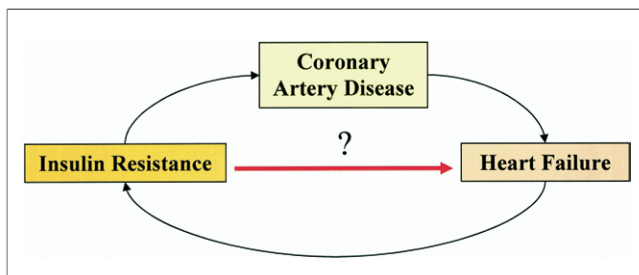 Coronary
Artery Disease
?
Insulin Resistance
Heart Failure